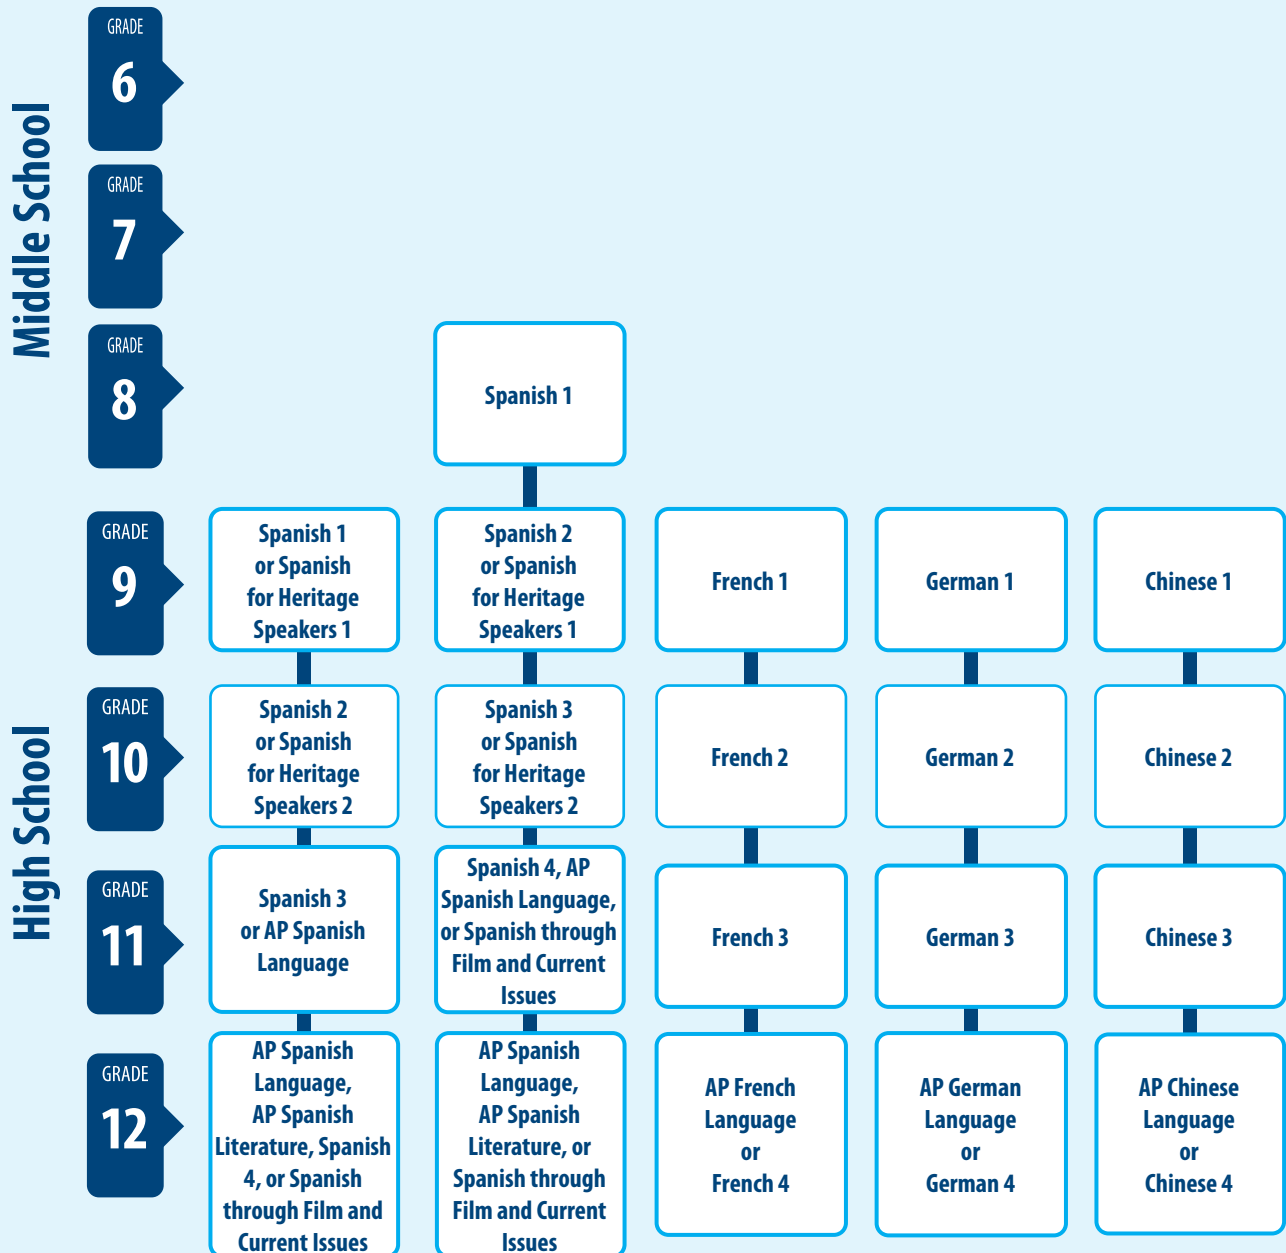 Middle School
GRADE
6
GRADE
7
GRADE
8
Spanish 1
High School
GRADE
9
Spanish 1
or Spanish
for Heritage
Speakers 1
Spanish 2
or Spanish
for Heritage
Speakers 1
French 1
German 1
Chinese 1
GRADE
10
Spanish 2
or Spanish
for Heritage
Speakers 2
Spanish 3
or Spanish
for Heritage
Speakers 2
French 2
German 2
Chinese 2
GRADE
11
Spanish 3
or AP Spanish
Language
Spanish 4, AP
Spanish Language,
or Spanish through
Film and Current
Issues
French 3
German 3
Chinese 3
GRADE
12
AP Spanish
Language,
AP Spanish
Literature, Spanish
4, or Spanish
through Film and
Current Issues
AP Spanish
Language,
AP Spanish
Literature, or
Spanish through
Film and Current
Issues
AP French
Language
or
French 4
AP German
Language
or
German 4
AP Chinese
Language
or
Chinese 4